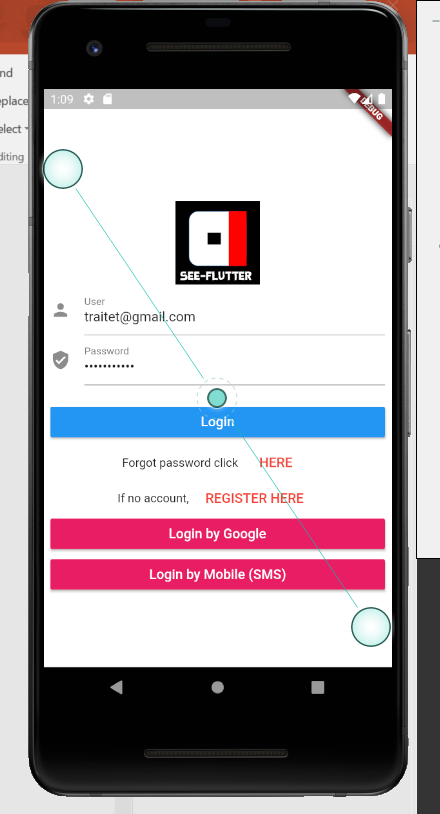 nd
eplace
elect
diting
1:09
DEBUG
SEE-FLUTTER
User
traitet@gmail.com
Password
•••••••••••
Login
Forgot password click HERE
If no account, REGISTER HERE
Login by Google
Login by Mobile (SMS)